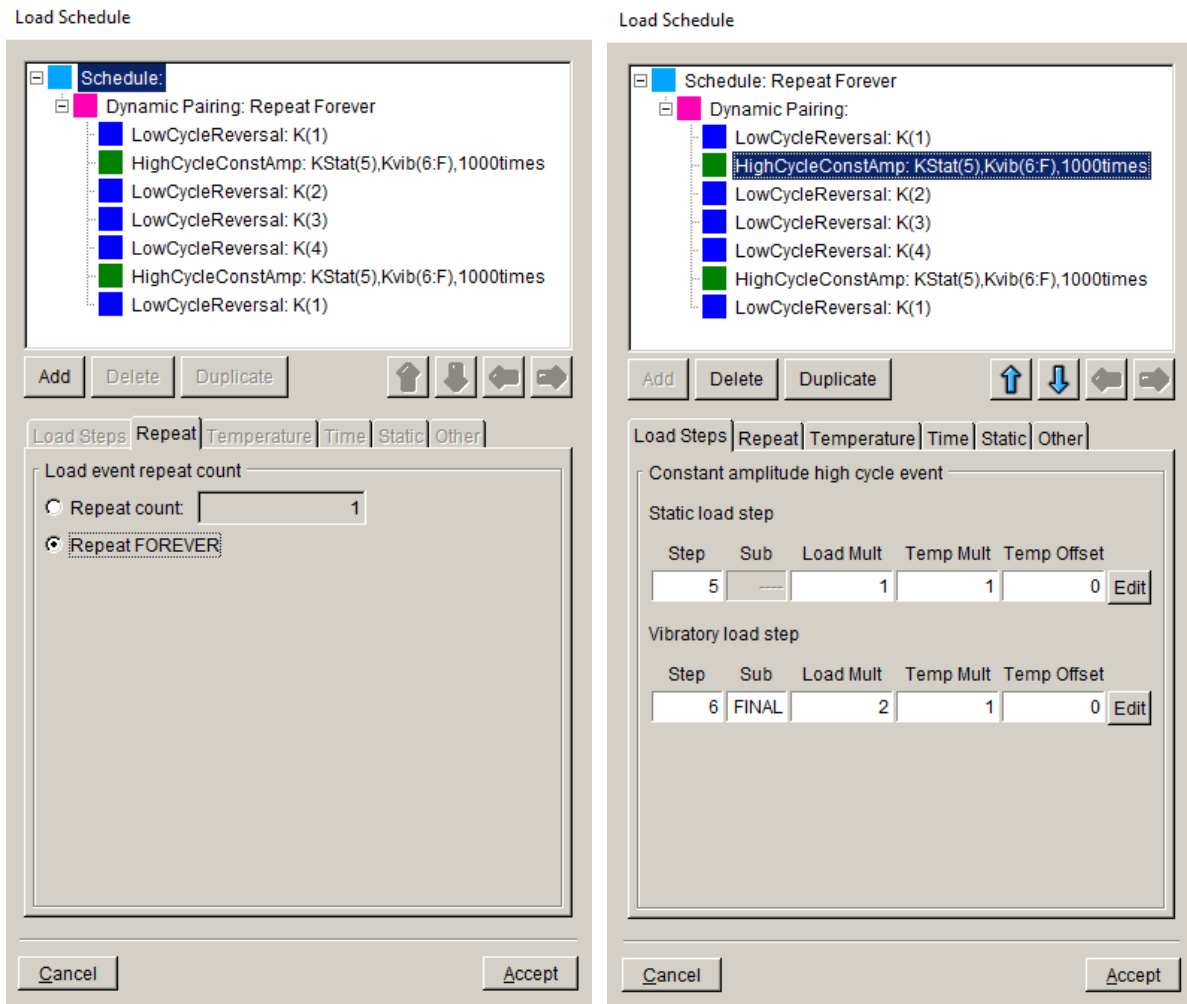 Load Schedule
Schedule:
Dynamic Pairing: Repeat Forever
LowCycleReversal: K(1)
HighCycleConstAmp: KStat(5),Kvib(6:F),1000times
LowCycleReversal: K(2)
LowCycleReversal: K(3)
LowCycleReversal: K(4)
HighCycleConstAmp: KStat(5),Kvib(6:F),1000times
LowCycleReversal: K(1)
Add Delete Duplicate
Load Steps Repeat Temperature Time Static Other
Load event repeat count
Repeat count: 1
Repeat FOREVER
Cancel Accept
Load Schedule
Schedule: Repeat Forever
Dynamic Pairing:
LowCycleReversal: K(1)
HighCycleConstAmp: KStat(5),Kvib(6:F),1000times
LowCycleReversal: K(2)
LowCycleReversal: K(3)
LowCycleReversal: K(4)
HighCycleConstAmp: KStat(5),Kvib(6:F),1000times
LowCycleReversal: K(1)
Add Delete Duplicate
Load Steps Repeat Temperature Time Static Other
Constant amplitude high cycle event
Static load step
Step Sub Load Mult Temp Mult Temp Offset
5 ---- 1 1 0 Edit
Vibratory load step
Step Sub Load Mult Temp Mult Temp Offset
6 FINAL 2 1 0 Edit
Cancel Accept